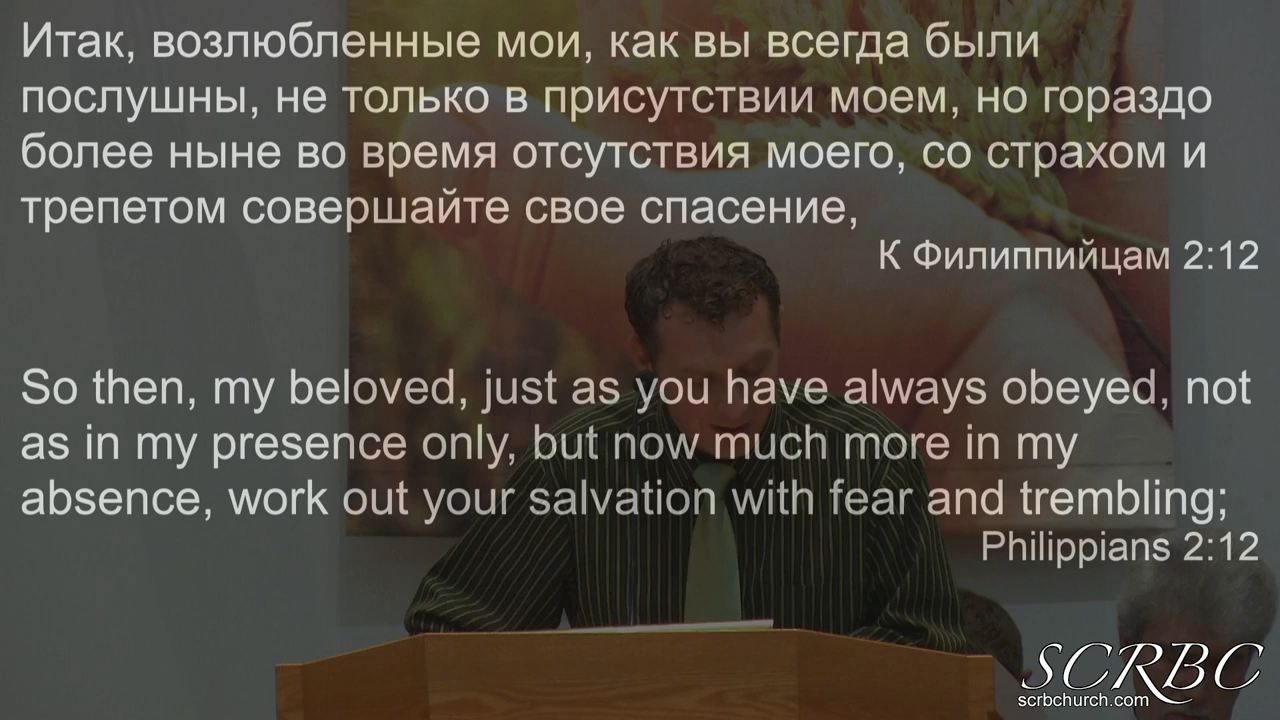 Итак, возлюбленные мои, как вы всегда были
послушны, не только в присутствии моем, но гораздо
более ныне во время отсутствия моего, со страхом и
трепетом совершайте свое спасение,
К Филиппийцам 2:12
So then, my beloved, just as you have always obeyed, not
as in my presence only, but now much more in my
absence, work out your salvation with fear and trembling;
Philippians 2:12
SCRBC
scrbchurch.com